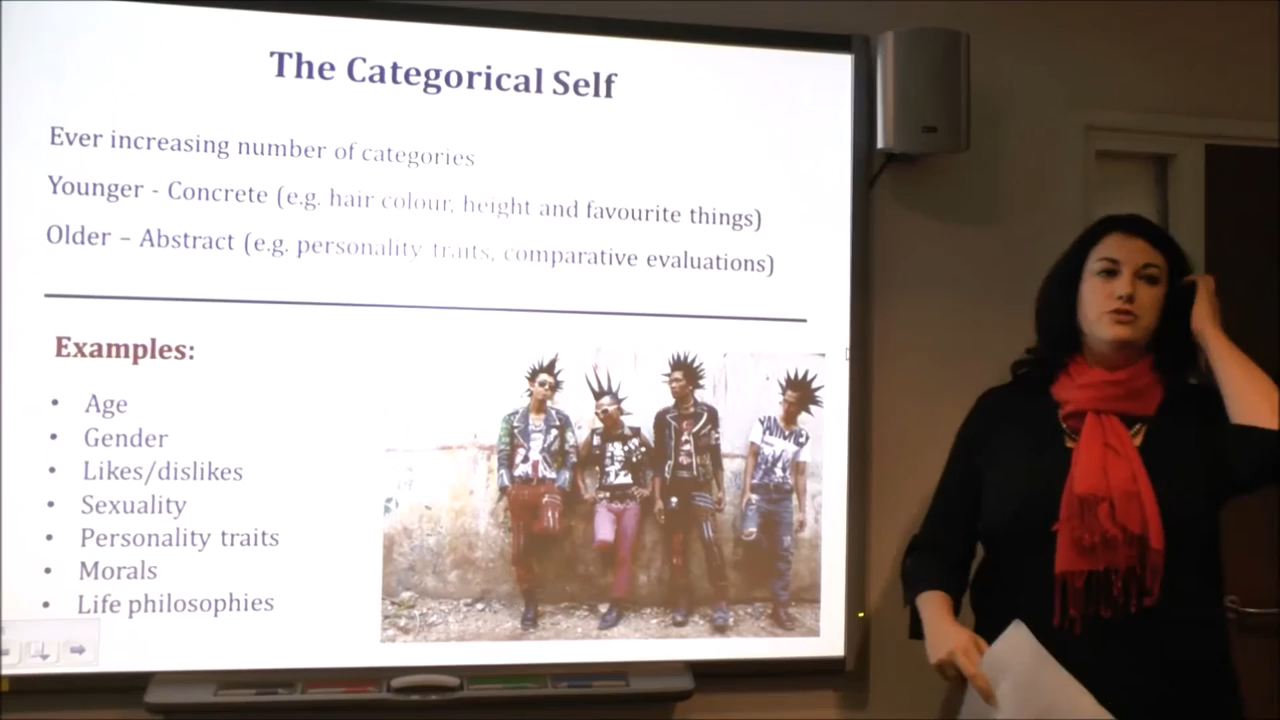 The Categorical Self
Ever increasing number of categories
Younger - Concrete (e.g. hair colour, height and favourite things)
Older – Abstract (e.g. personality traits, comparative evaluations)
Examples:
• Age
• Gender
• Likes/dislikes
• Sexuality
• Personality traits
• Morals
• Life philosophies